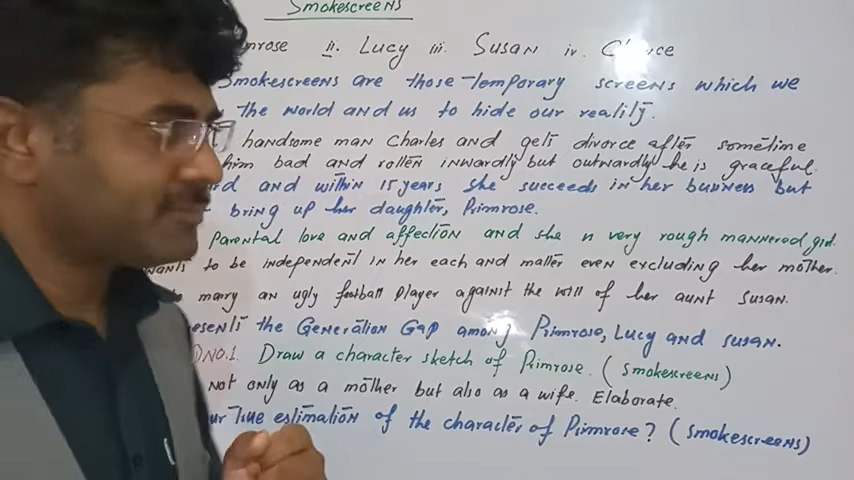 Smokescreens
mrose ii. Lucy iii. Susan iv. Ch ice
Smokescreens are those temporary screens which we
the world and us to hide our reality.
handsome man Charles and gets divorce after sometime
him bad and rotten inwardly but outwardly he is graceful.
rd and within 15 years she succeeds in her business but
bring up her daughter, Primrose.
Parental love and affection and she is very rough mannered girl.
wants to be independent in her each and matter even excluding her mother.
marry an ugly football player against the will of her aunt Susan.
esents the Generation Gap among Primrose, Lucy and Susan.
No.1. Draw a character sketch of Primrose. (Smokescreens)
not only as a mother but also as a wife. Elaborate.
ur true estimation of the character of Primrose? (Smokescreens)